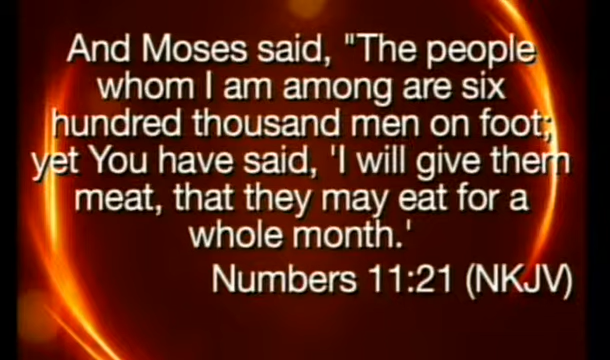 And Moses said, "The people
whom I am among are six
hundred thousand men on foot;
yet You have said, 'I will give them
meat, that they may eat for a
whole month.'
Numbers 11:21 (NKJV)